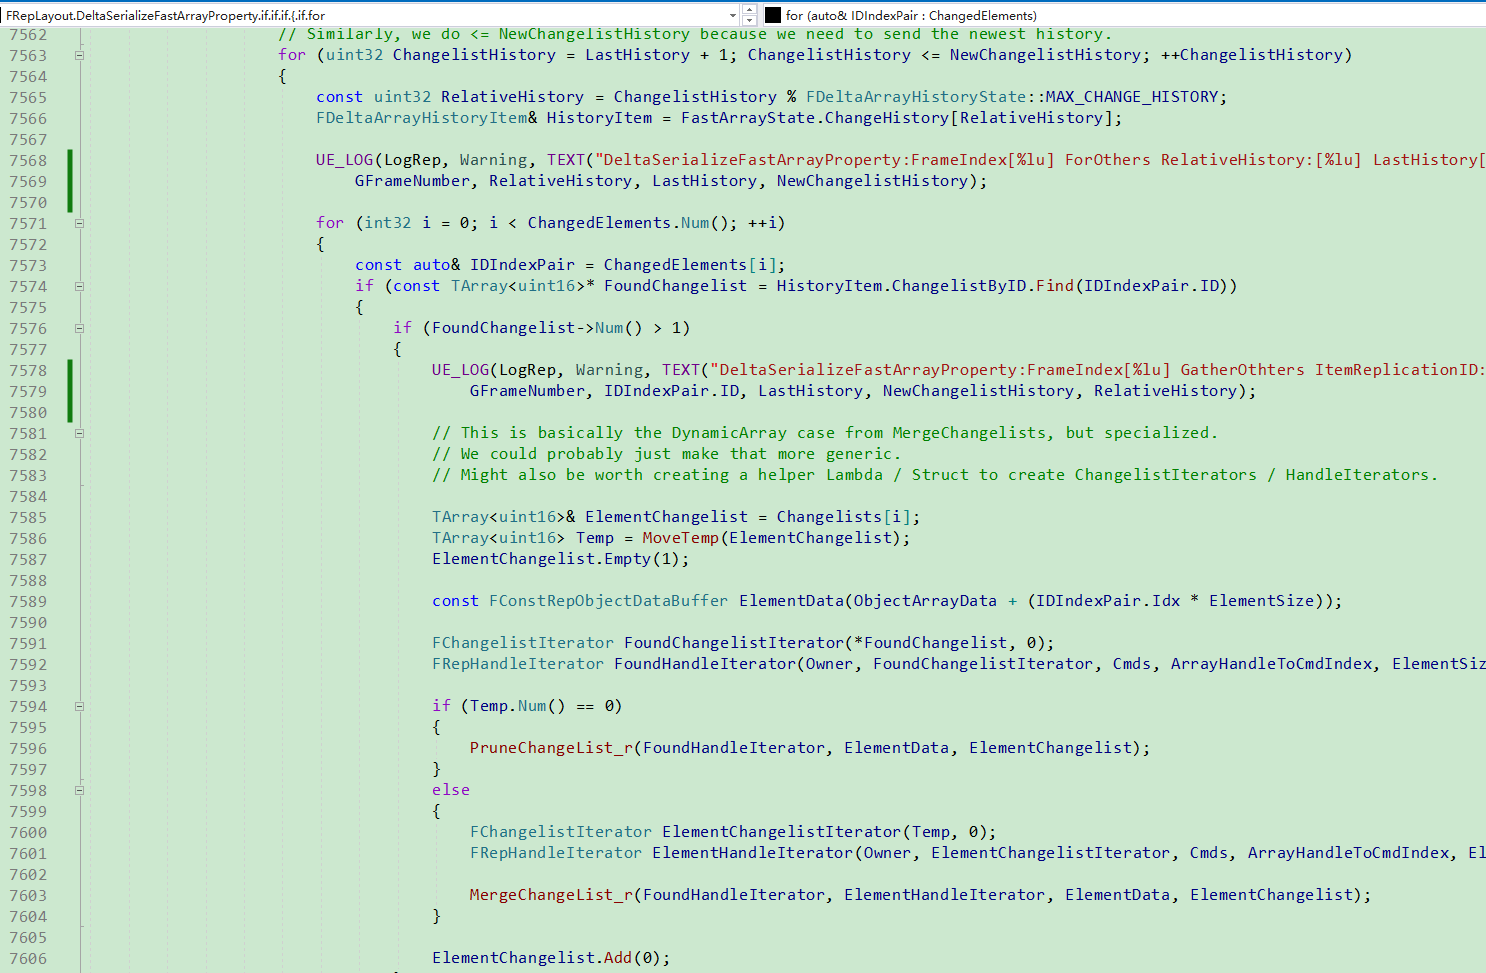 FRepLayout.DeltaSerializeFastArrayProperty.if.if.if.{.if.for
for (auto& IDIndexPair : ChangedElements)
7562 // Similarly, we do <= NewChangelistHistory because we need to send the newest history.
7563 for (uint32 ChangelistHistory = LastHistory + 1; ChangelistHistory <= NewChangelistHistory; ++ChangelistHistory)
7564 {
7565 const uint32 RelativeHistory = ChangelistHistory % FDeltaArrayHistoryState::MAX_CHANGE_HISTORY;
7566 FDeltaArrayHistoryItem& HistoryItem = FastArrayState.ChangeHistory[RelativeHistory];
7567
7568 UE_LOG(LogRep, Warning, TEXT("DeltaSerializeFastArrayProperty:FrameIndex[%lu] ForOthers RelativeHistory:[%lu] LastHistory[
7569 GFrameNumber, RelativeHistory, LastHistory, NewChangelistHistory);
7570
7571 for (int32 i = 0; i < ChangedElements.Num(); ++i)
7572 {
7573 const auto& IDIndexPair = ChangedElements[i];
7574 if (const TArray<uint16>* FoundChangelist = HistoryItem.ChangelistByID.Find(IDIndexPair.ID))
7575 {
7576 if (FoundChangelist->Num() > 1)
7577 {
7578 UE_LOG(LogRep, Warning, TEXT("DeltaSerializeFastArrayProperty:FrameIndex[%lu] GatherOthters ItemReplicationID:
7579 GFrameNumber, IDIndexPair.ID, LastHistory, NewChangelistHistory, RelativeHistory);
7580
7581 // This is basically the DynamicArray case from MergeChangelists, but specialized.
7582 // We could probably just make that more generic.
7583 // Might also be worth creating a helper Lambda / Struct to create ChangelistIterators / HandleIterators.
7584
7585 TArray<uint16>& ElementChangelist = Changelists[i];
7586 TArray<uint16> Temp = MoveTemp(ElementChangelist);
7587 ElementChangelist.Empty(1);
7588
7589 const FConstRepObjectDataBuffer ElementData(ObjectArrayData + (IDIndexPair.Idx * ElementSize));
7590
7591 FChangelistIterator FoundChangelistIterator(*FoundChangelist, 0);
7592 FRepHandleIterator FoundHandleIterator(Owner, FoundChangelistIterator, Cmds, ArrayHandleToCmdIndex, ElementSiz
7593
7594 if (Temp.Num() == 0)
7595 {
7596 PruneChangeList_r(FoundHandleIterator, ElementData, ElementChangelist);
7597 }
7598 else
7599 {
7600 FChangelistIterator ElementChangelistIterator(Temp, 0);
7601 FRepHandleIterator ElementHandleIterator(Owner, ElementChangelistIterator, Cmds, ArrayHandleToCmdIndex, El
7602
7603 MergeChangeList_r(FoundHandleIterator, ElementHandleIterator, ElementData, ElementChangelist);
7604 }
7605
7606 ElementChangelist.Add(0);